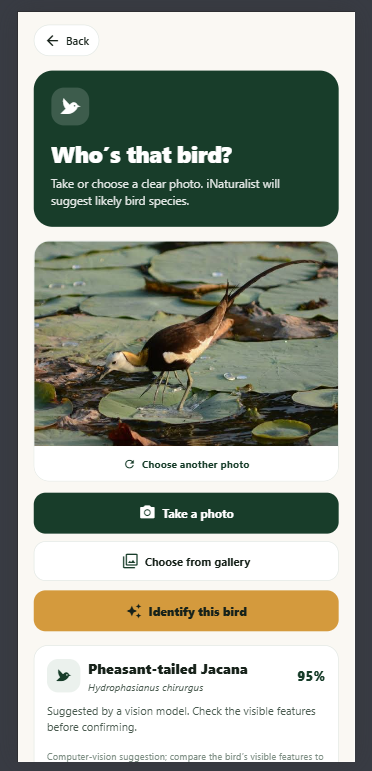 Back
Who´s that bird?
Take or choose a clear photo. iNaturalist will
suggest likely bird species.
Choose another photo
Take a photo
Choose from gallery
Identify this bird
Pheasant-tailed Jacana
95%
Hydrophasianus chirurgus
Suggested by a vision model. Check the visible features
before confirming.
Computer-vision suggestion; compare the bird´s visible features to